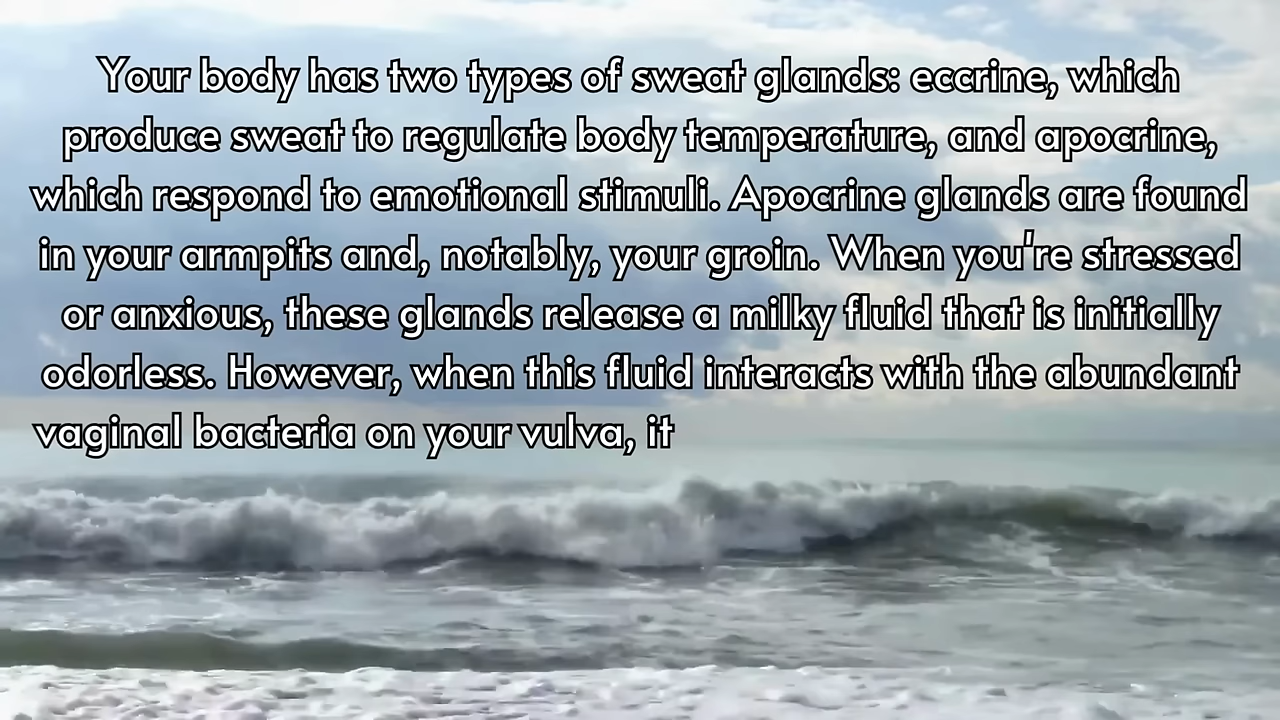 Your body has two types of sweat glands: eccrine, which
produce sweat to regulate body temperature, and apocrine,
which respond to emotional stimuli. Apocrine glands are found
in your armpits and, notably, your groin. When you're stressed
or anxious, these glands release a milky fluid that is initially
odorless. However, when this fluid interacts with the abundant
vaginal bacteria on your vulva, it